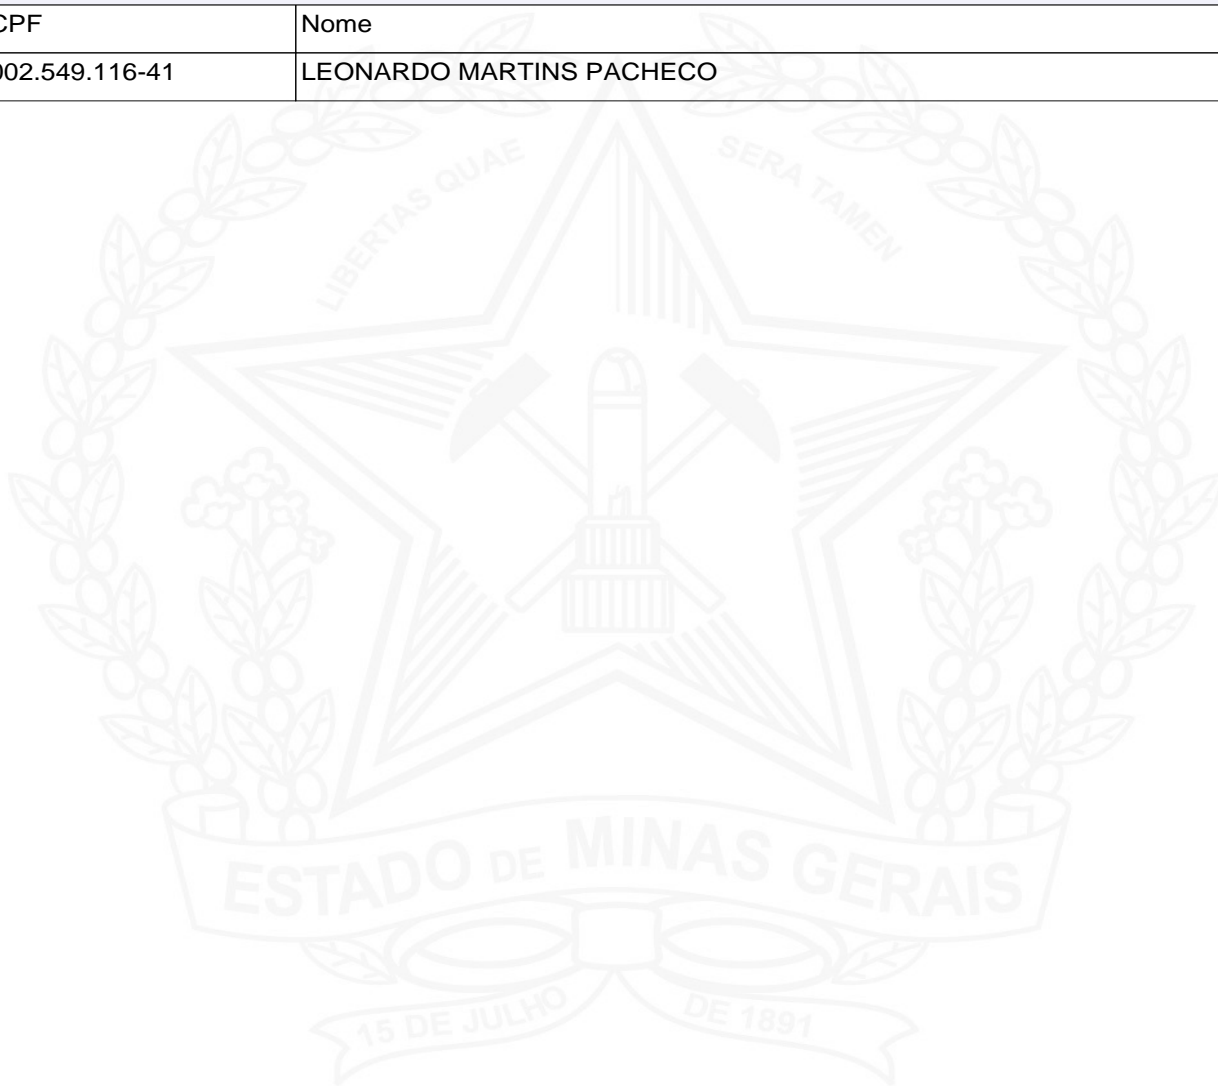 CPF Nome
002.549.116-41 LEONARDO MARTINS PACHECO
LIBERTAS QUAE SERA TAMEN
ESTADO DE MINAS GERAIS
15 DE JULHO DE 1891